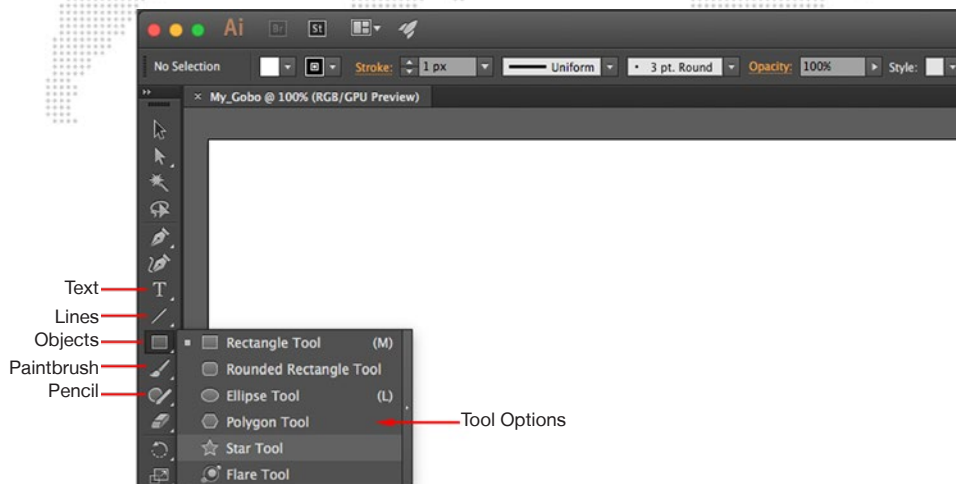 Ai Br St
No Selection Stroke: 1 px Uniform 3 pt. Round Opacity: 100% Style:
× My_Gobo @ 100% (RGB/GPU Preview)
Text T
Lines
Objects Rectangle Tool (M)
Paintbrush Rounded Rectangle Tool
Pencil Ellipse Tool (L)
Polygon Tool Tool Options
Star Tool
Flare Tool